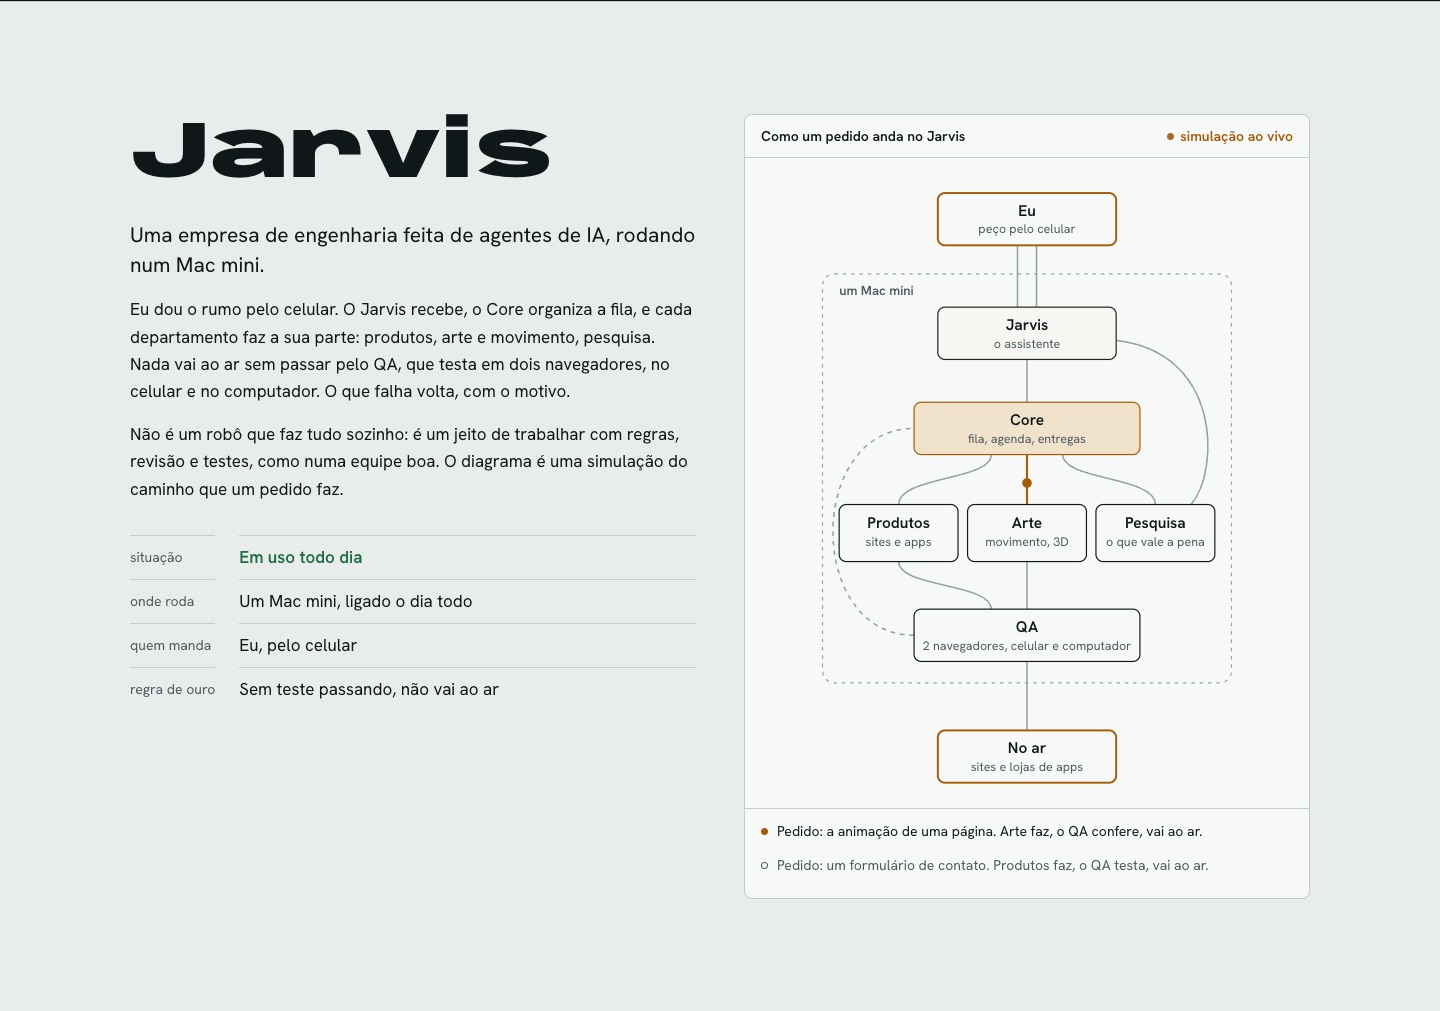 Jarvis
Uma empresa de engenharia feita de agentes de IA, rodando
num Mac mini.
Eu dou o rumo pelo celular. O Jarvis recebe, o Core organiza a fila, e cada
departamento faz a sua parte: produtos, arte e movimento, pesquisa.
Nada vai ao ar sem passar pelo QA, que testa em dois navegadores, no
celular e no computador. O que falha volta, com o motivo.
Não é um robô que faz tudo sozinho: é um jeito de trabalhar com regras,
revisão e testes, como numa equipe boa. O diagrama é uma simulação do
caminho que um pedido faz.
situação Em uso todo dia
onde roda Um Mac mini, ligado o dia todo
quem manda Eu, pelo celular
regra de ouro Sem teste passando, não vai ao ar
Como um pedido anda no Jarvis
simulação ao vivo
Eu
peço pelo celular
um Mac mini
Jarvis
o assistente
Core
fila, agenda, entregas
Produtos
sites e apps
Arte
movimento, 3D
Pesquisa
o que vale a pena
QA
2 navegadores, celular e computador
No ar
sites e lojas de apps
Pedido: a animação de uma página. Arte faz, o QA confere, vai ao ar.
Pedido: um formulário de contato. Produtos faz, o QA testa, vai ao ar.